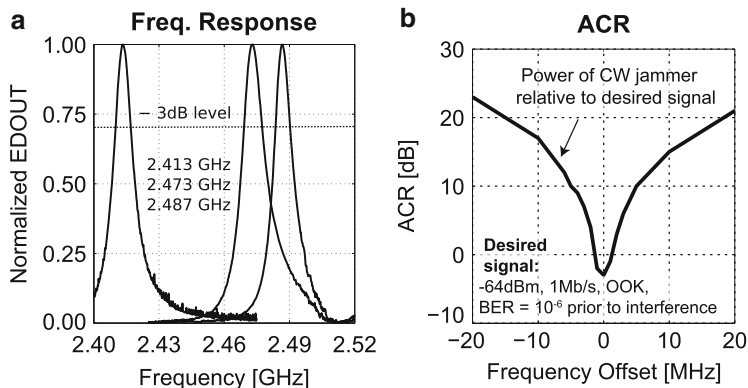 a
Freq. Response
Normalized EDOUT
1.00
0.75
0.50
0.25
0.00
− 3dB level
2.413 GHz
2.473 GHz
2.487 GHz
2.40
2.43
2.46
2.49
2.52
Frequency [GHz]
b
ACR
ACR [dB]
30
20
10
0
−10
Power of CW jammer
relative to desired signal
Desired
signal:
-64dBm, 1Mb/s, OOK,
BER = 10⁻⁶ prior to interference
−20
−10
0
10
20
Frequency Offset [MHz]